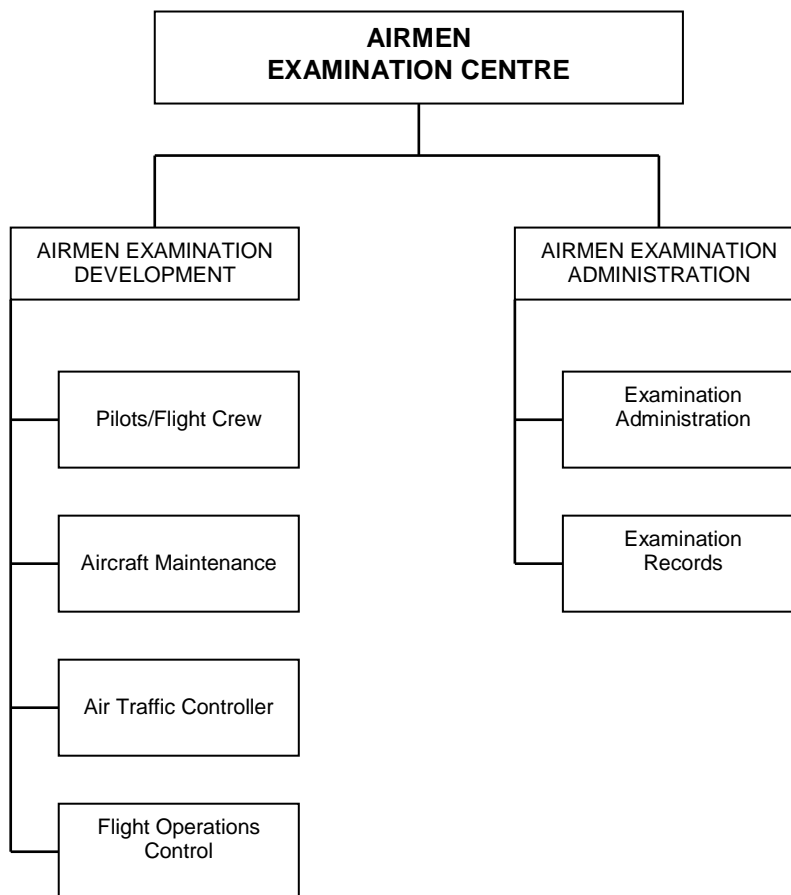 AIRMEN
EXAMINATION CENTRE
AIRMEN EXAMINATION
DEVELOPMENT
AIRMEN EXAMINATION
ADMINISTRATION
Pilots/Flight Crew
Examination
Administration
Aircraft Maintenance
Examination
Records
Air Traffic Controller
Flight Operations
Control